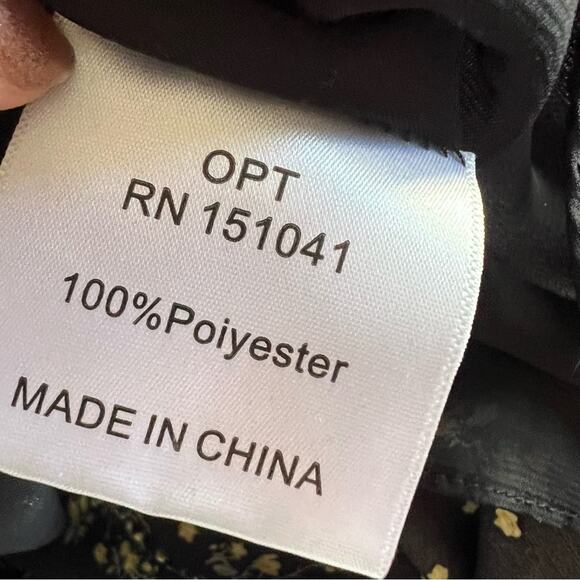 OPT
RN 151041
100%Poiyester
MADE IN CHINA